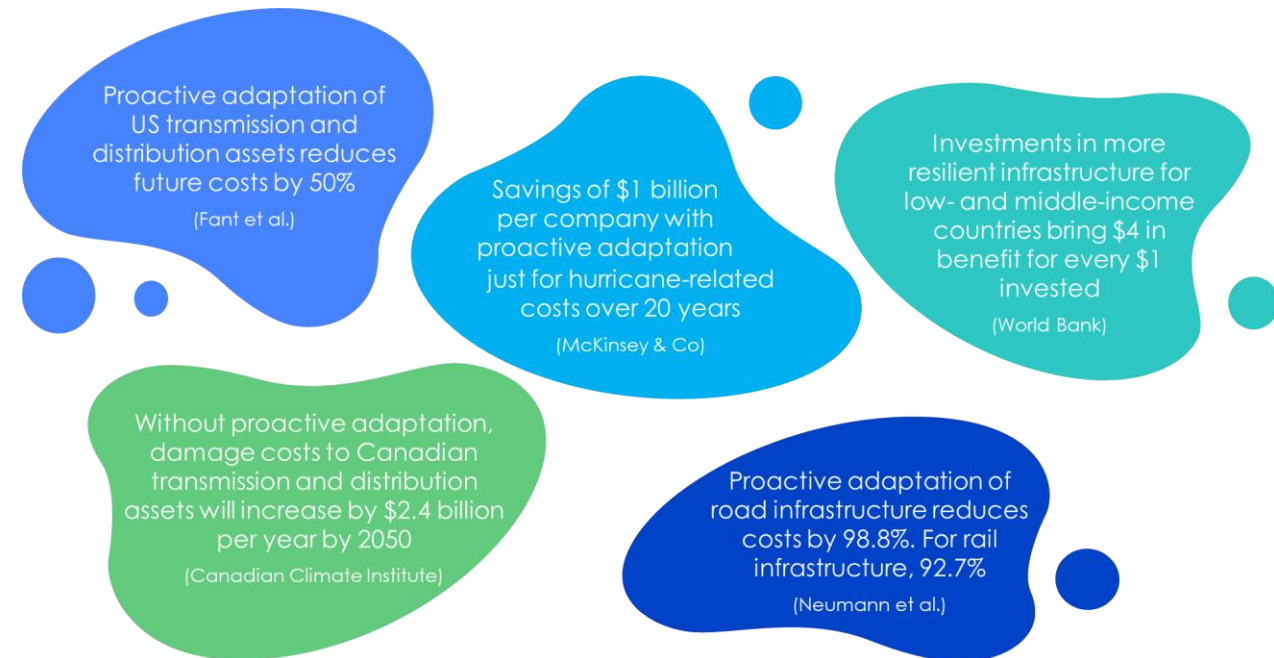 Proactive adaptation of
US transmission and
distribution assets reduces
future costs by 50%
(Fant et al.)
Savings of $1 billion
per company with
proactive adaptation
just for hurricane-related
costs over 20 years
(McKinsey & Co)
Investments in more
resilient infrastructure for
low- and middle-income
countries bring $4 in
benefit for every $1
invested
(World Bank)
Without proactive adaptation,
damage costs to Canadian
transmission and distribution
assets will increase by $2.4 billion
per year by 2050
(Canadian Climate Institute)
Proactive adaptation of
road infrastructure reduces
costs by 98.8%. For rail
infrastructure, 92.7%
(Neumann et al.)